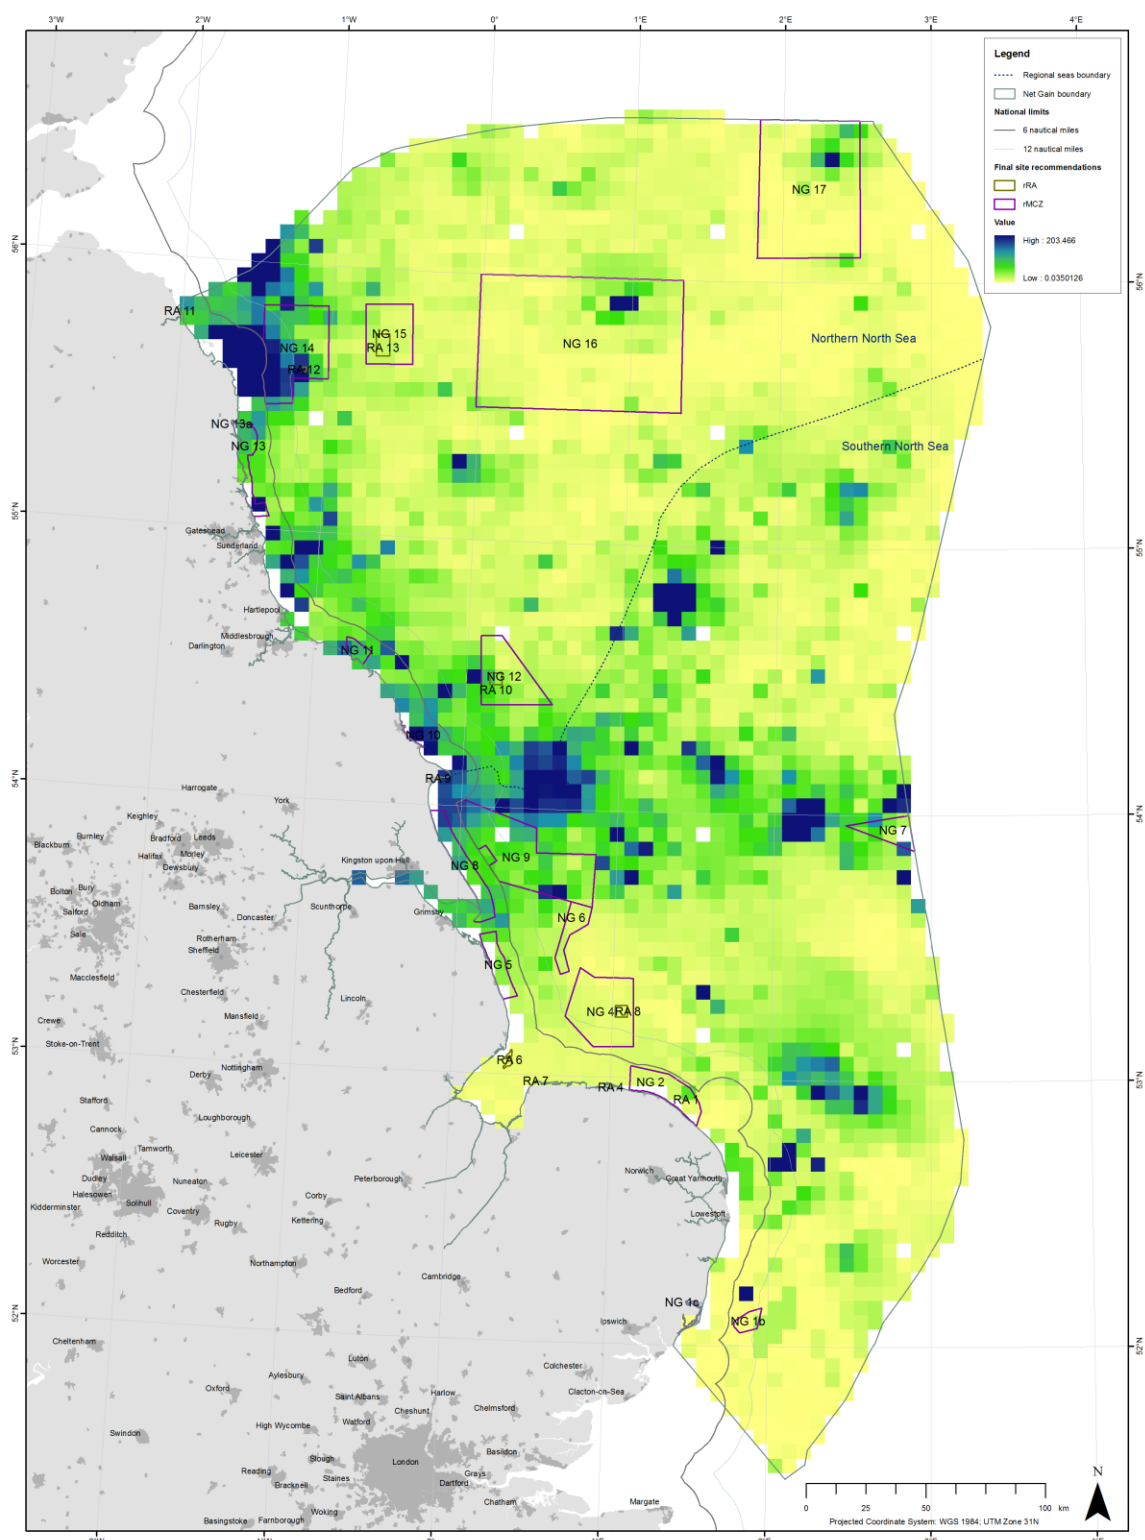 3°W 2°W 1°W 0° 1°E 2°E 3°E 4°E
Legend
Regional seas boundary
Net Gain boundary
National limits
6 nautical miles
12 nautical miles
Final site recommendations
rRA
rMCZ
Value
High : 203.466
Low : 0.0350126
NG 17
56°N
56°N
RA 11
NG 15
RA 13
NG 14
RA 12
NG 16
Northern North Sea
Southern North Sea
NG 13a
NG 13
55°N
55°N
Gateshead
Sunderland
Hartlepool
Middlesbrough
Darlington
NG 11
NG 12
RA 10
NG 10
54°N
54°N
RA 9
Harrogate
York
Keighley
Burnley
Bradford
Leeds
Blackburn
Halifax
Morley
Dewsbury
Kingston upon Hull
NG 8
NG 9
NG 7
Bolton
Bury
Oldham
Salford
Sale
Barnsley
Doncaster
Scunthorpe
Grimsby
NG 6
Rotherham
Sheffield
NG 5
Macclesfield
Chesterfield
Lincoln
Mansfield
NG 4
RA 8
Crewe
Stoke-on-Trent
53°N
53°N
RA 6
Nottingham
Derby
RA 7
RA 4
NG 2
RA 1
Stafford
Loughborough
Cannock
Tamworth
Walsall
Leicester
Peterborough
Norwich
Great Yarmouth
Dudley
Nuneaton
Halesowen
Solihull
Corby
Kidderminster
Coventry
Rugby
Kettering
Lowestoft
Redditch
Worcester
Northampton
Cambridge
Bedford
52°N
52°N
NG 1c
NG 1b
Ipswich
Cheltenham
Luton
Colchester
Aylesbury
Clacton-on-Sea
Oxford
Saint Albans
Harlow
Cheshunt
Chelmsford
High Wycombe
Watford
Swindon
Basildon
Slough
London
Reading
Staines
Grays
Dartford
Bracknell
Chatham
Margate
Woking
Basingstoke
Farnborough
N
0 25 50 100 km
Projected Coordinate System: WGS 1984; UTM Zone 31N